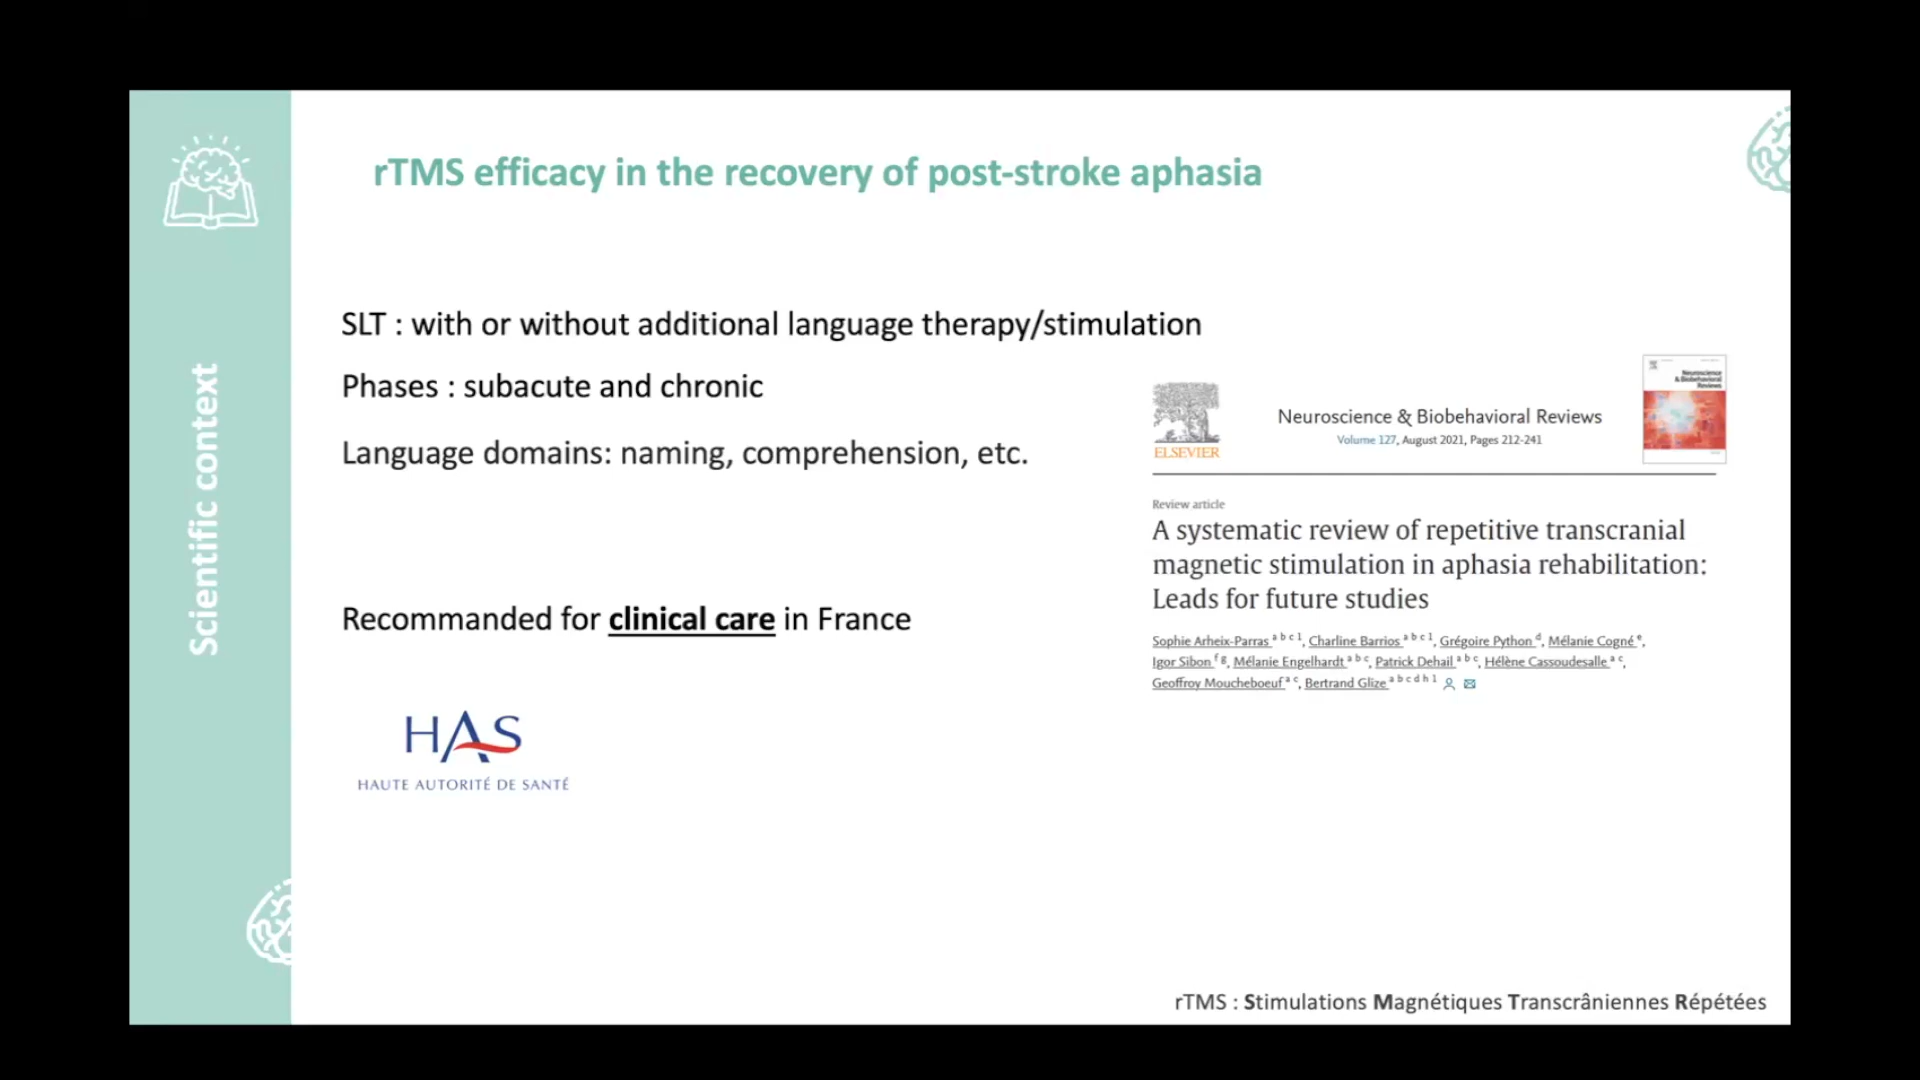 rTMS efficacy in the recovery of post-stroke aphasia
Scientific context
SLT : with or without additional language therapy/stimulation
Phases : subacute and chronic
Language domains: naming, comprehension, etc.
Recommanded for clinical care in France
HAS
HAUTE AUTORITÉ DE SANTÉ
ELSEVIER
Neuroscience & Biobehavioral Reviews
Volume 127, August 2021, Pages 212-241
Neuroscience
& Biobehavioral
Reviews
Review article
A systematic review of repetitive transcranial
magnetic stimulation in aphasia rehabilitation:
Leads for future studies
Sophie Arheix-Parras a b c 1, Charline Barrios a b c 1, Grégoire Python d, Mélanie Cogné e,
Igor Sibon f g, Mélanie Engelhardt a b c, Patrick Dehail a b c, Hélène Cassoudesalle a c,
Geoffroy Moucheboeuf a c, Bertrand Glize a b c d h 1
rTMS : Stimulations Magnétiques Transcrâniennes Répétées